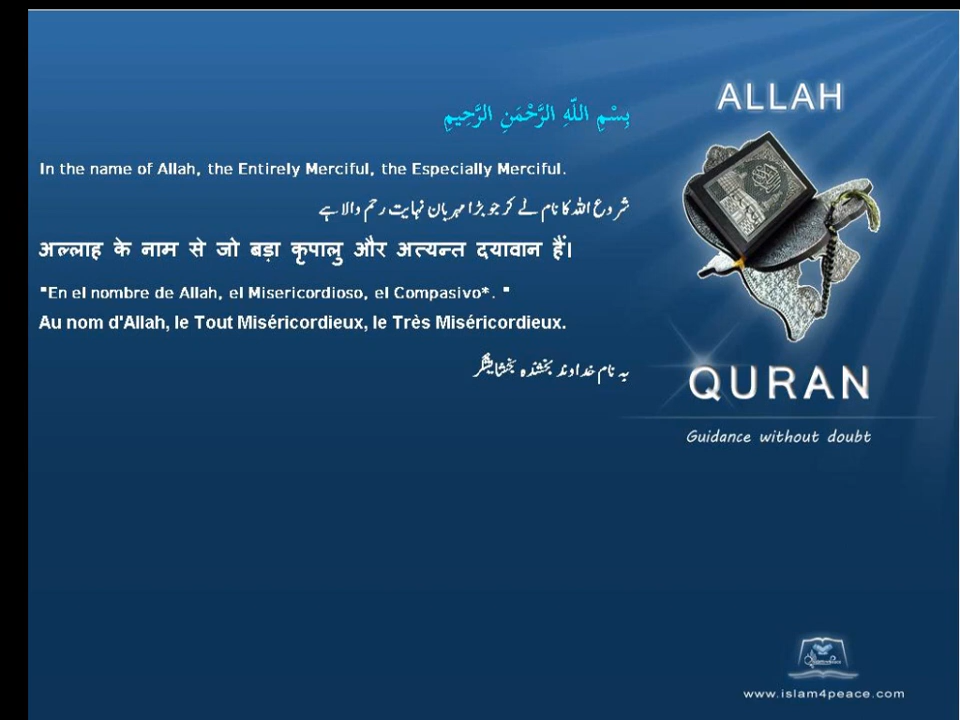 بِسْمِ اللّهِ الرَّحْمَنِ الرَّحِيمِ
In the name of Allah, the Entirely Merciful, the Especially Merciful.
شروع اللہ کا نام لے کر جو بڑا مہربان نہایت رحم والا ہے
अल्लाह के नाम से जो बड़ा कृपालु और अत्यन्त दयावान हैं।
"En el nombre de Allah, el Misericordioso, el Compasivo*. "
Au nom d'Allah, le Tout Miséricordieux, le Très Miséricordieux.
به نام خداوند بخشنده بخشایشگر
ALLAH
QURAN
Guidance without doubt
www.islam4peace.com